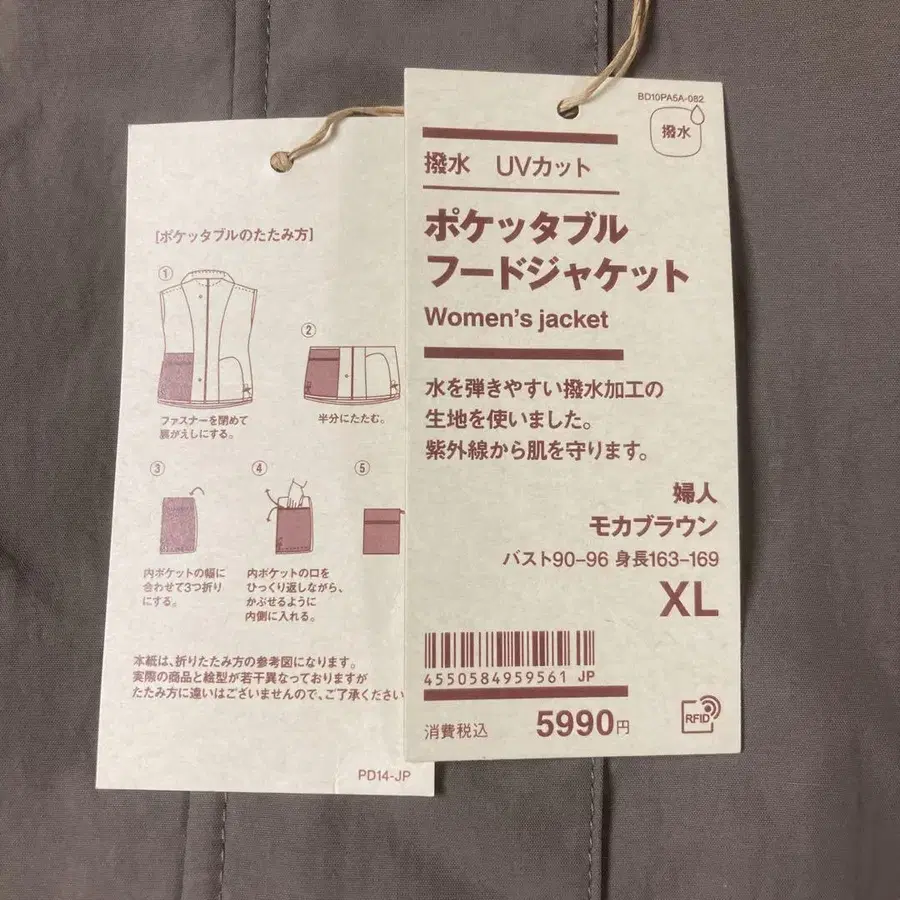 [ポケッタブルのたたみ方]
①
ファスナーを閉めて
裏がえしにする。
②
半分にたたむ。
③
内ポケットの幅に
合わせて3つ折り
にする。
④
内ポケットの口を
ひっくり返しながら、
かぶせるように
内側に入れる。
⑤
本紙は、折りたたみ方の参考図になります。
実際の商品と絵型が若干異なっておりますが
たたみ方に違いはございませんので、ご了承ください
PD14-JP
BD10PA5A-082
撥水
撥水 UVカット
ポケッタブル
フードジャケット
Women's jacket
水を弾きやすい撥水加工の
生地を使いました。
紫外線から肌を守ります。
婦人
モカブラウン
バスト90-96 身長163-169
XL
4550584959561 JP
消費税込 5990円
RFID